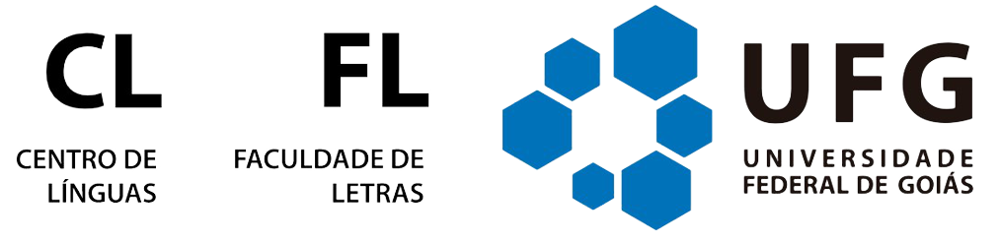 CL
CENTRO DE
LÍNGUAS
FL
FACULDADE DE
LETRAS
UFG
UNIVERSIDADE
FEDERAL DE GOIÁS